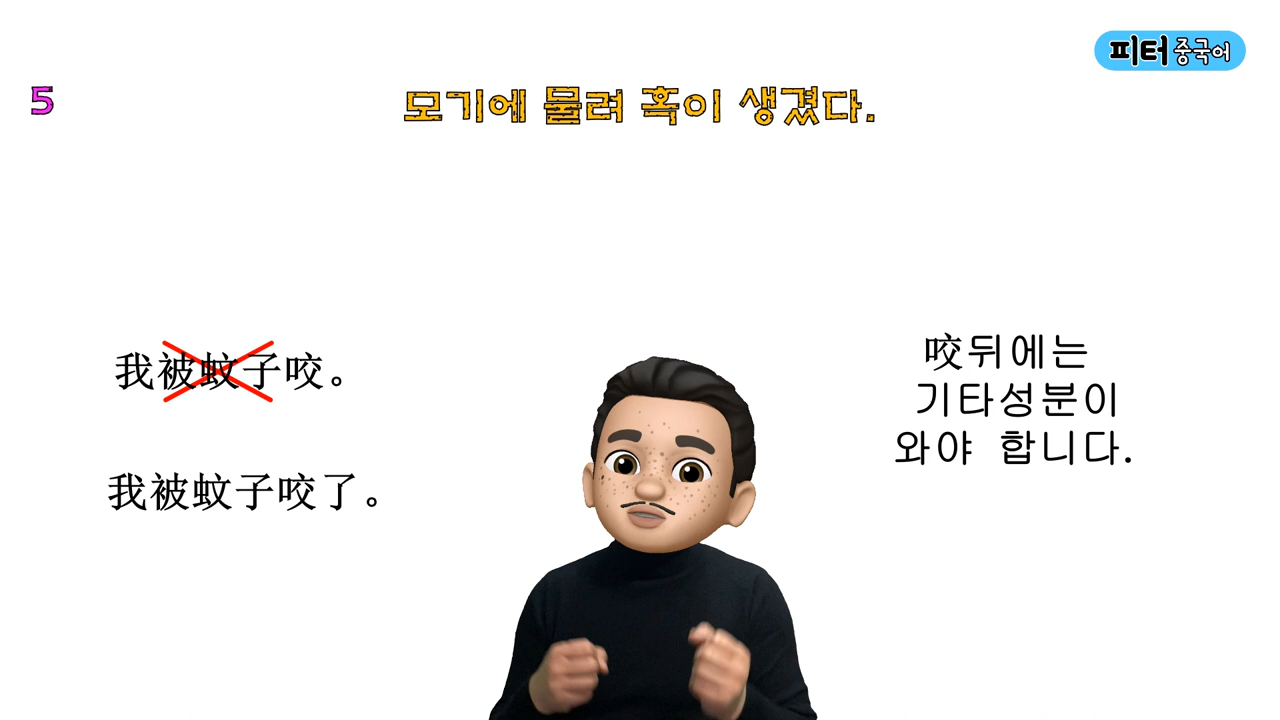 피터 중국어
5
모기에 물려 혹이 생겼다.
我被蚊子咬。
我被蚊子咬了。
咬뒤에는
기타성분이
와야 합니다.